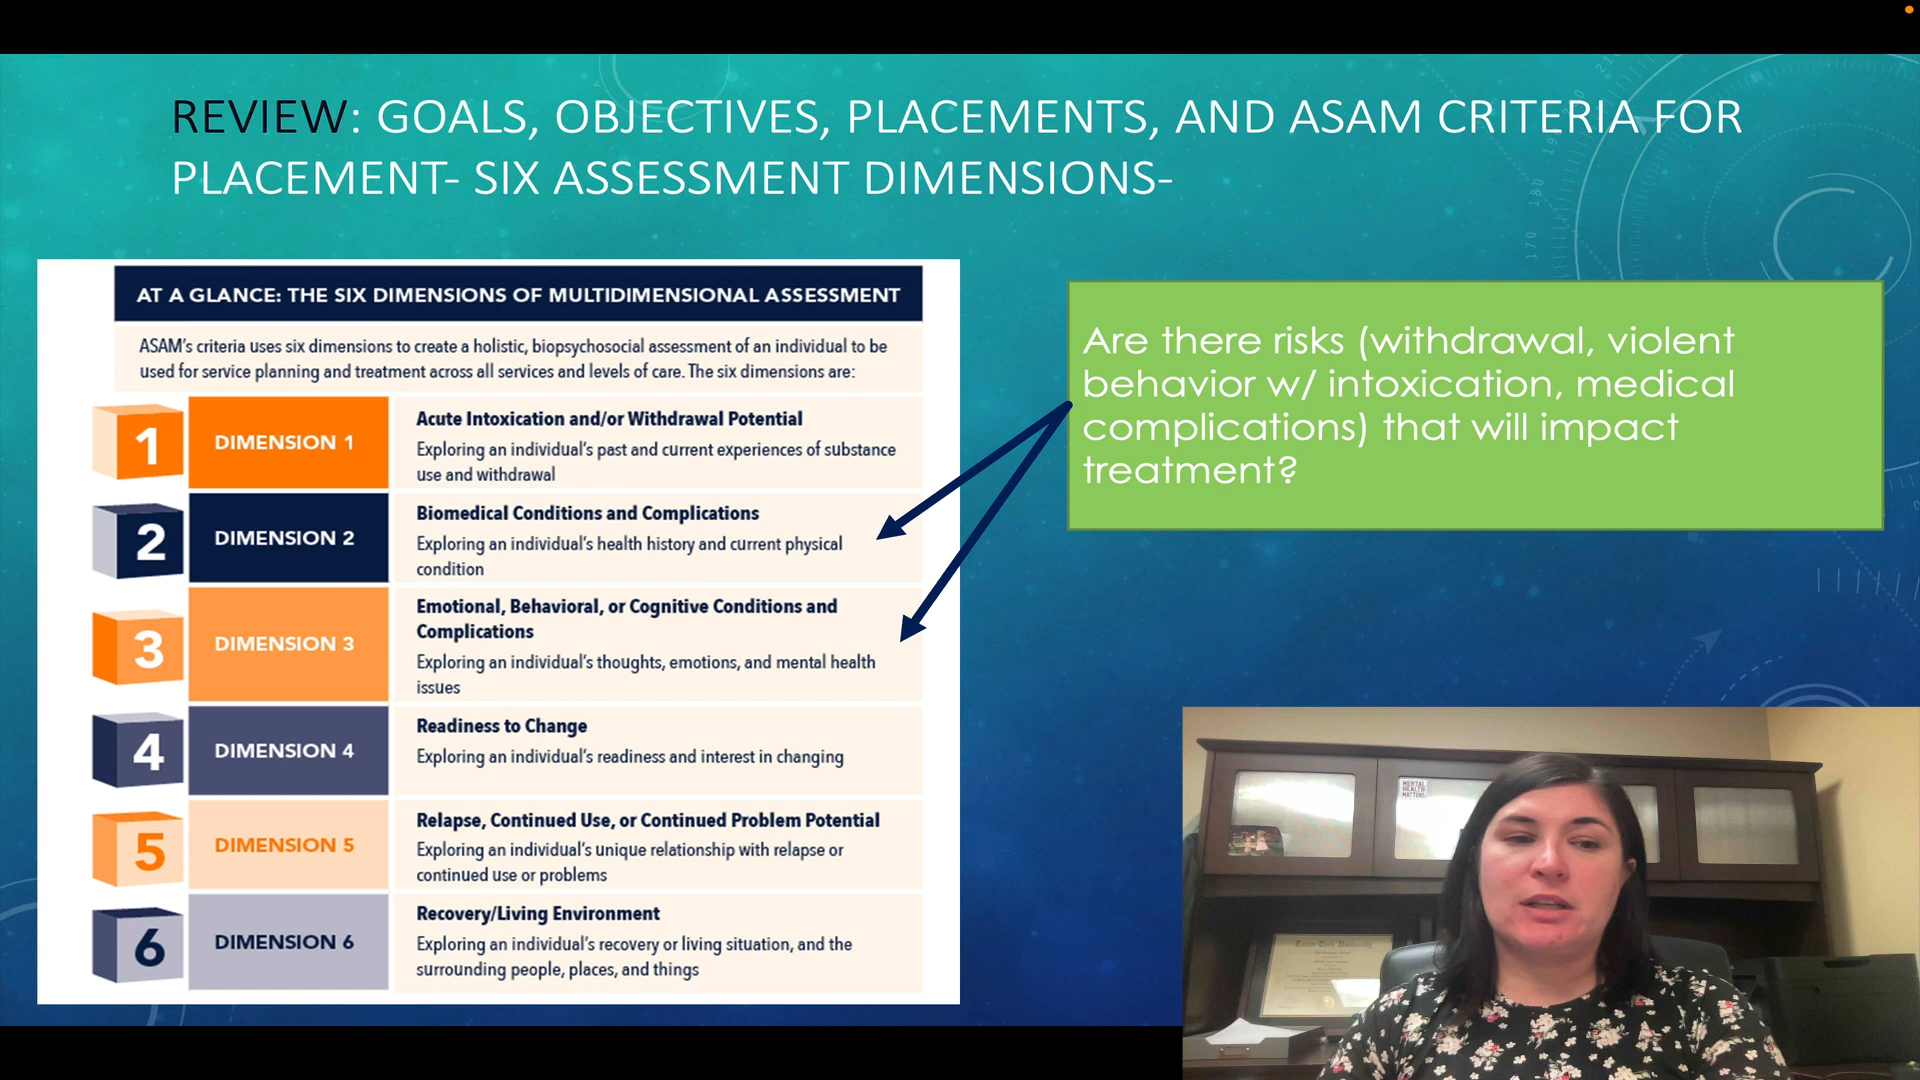 REVIEW: GOALS, OBJECTIVES, PLACEMENTS, AND ASAM CRITERIA FOR
PLACEMENT- SIX ASSESSMENT DIMENSIONS-
AT A GLANCE: THE SIX DIMENSIONS OF MULTIDIMENSIONAL ASSESSMENT
ASAM's criteria uses six dimensions to create a holistic, biopsychosocial assessment of an individual to be
used for service planning and treatment across all services and levels of care. The six dimensions are:
1
DIMENSION 1
Acute Intoxication and/or Withdrawal Potential
Exploring an individual's past and current experiences of substance
use and withdrawal
2
DIMENSION 2
Biomedical Conditions and Complications
Exploring an individual's health history and current physical
condition
3
DIMENSION 3
Emotional, Behavioral, or Cognitive Conditions and
Complications
Exploring an individual's thoughts, emotions, and mental health
issues
4
DIMENSION 4
Readiness to Change
Exploring an individual's readiness and interest in changing
5
DIMENSION 5
Relapse, Continued Use, or Continued Problem Potential
Exploring an individual's unique relationship with relapse or
continued use or problems
6
DIMENSION 6
Recovery/Living Environment
Exploring an individual's recovery or living situation, and the
surrounding people, places, and things
Are there risks (withdrawal, violent
behavior w/ intoxication, medical
complications) that will impact
treatment?
170 180 190
MENTAL
HEALTH
MATTERS
Texas Tech University